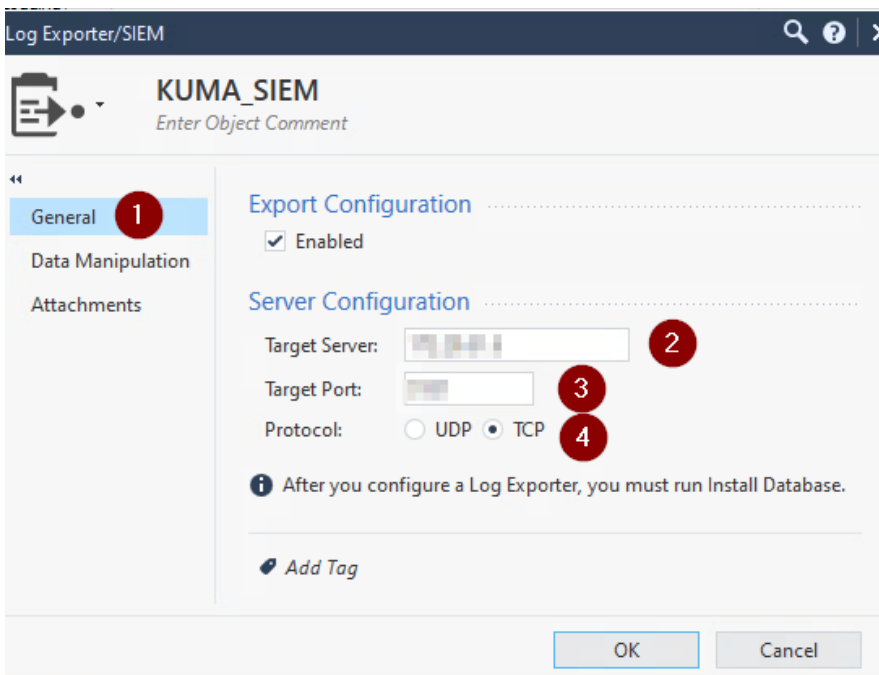 Log Exporter/SIEM
KUMA_SIEM
Enter Object Comment
General 1
Data Manipulation
Attachments
Export Configuration
Enabled
Server Configuration
Target Server: 2
Target Port: 3
Protocol: UDP TCP 4
After you configure a Log Exporter, you must run Install Database.
Add Tag
OK Cancel